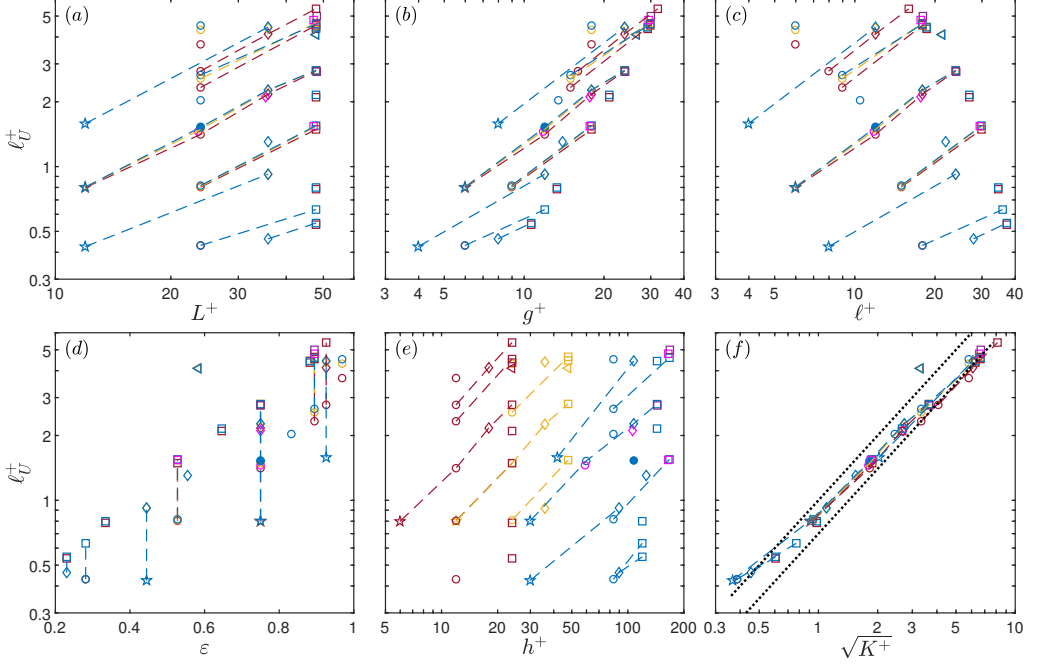 (a)
(b)
(c)
5
3
2
1
0.5
0.3
ℓ_U^+
10 20 30 40 50 60
L^+
3 4 5 10 20 30 40
g^+
3 4 5 10 20 30 40
ℓ^+
(d)
(e)
(f)
5
3
2
1
0.5
0.3
ℓ_U^+
0.2 0.4 0.6 0.8 1
ε
5 10 20 30 50 100 200
h^+
0.3 0.5 1 2 3 5 10
√K^+